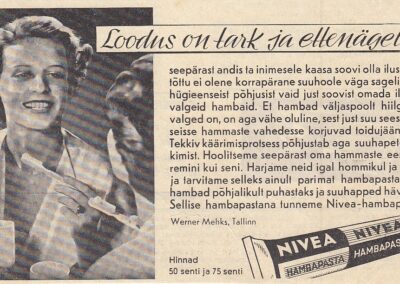 Loodus on tark ja ettenägel
seepärast andis ta inimesele kaasa soovi olla ilus
tõttu ei olene korrapärane suuhoole väga sageli
hügieenseist põhjusist vaid just soovist omada il
valgeid hambaid. Et hambad väljaspoolt hiilg
valged on, on aga vähe oluline, sest just suu sees
seisse hammaste vahedesse korjuvad toidujään
Tekkiv käärimisprotsess põhjustab aga suuhapet
kimist. Hoolitseme seepärast oma hammaste ees
remini kui seni. Harjame neid igal hommikul ja
ja tarvitame selleks ainult parimat hambapasta
hambad põhjalikult puhastaks ja suuhapped häv
Sellise hambapastana tunneme Nivea-hambap
Werner Mehks, Tallinn
Hinnad
50 senti ja 75 senti
NIVEA
HAMBAPASTA
NIVEA
HAMBAPAS